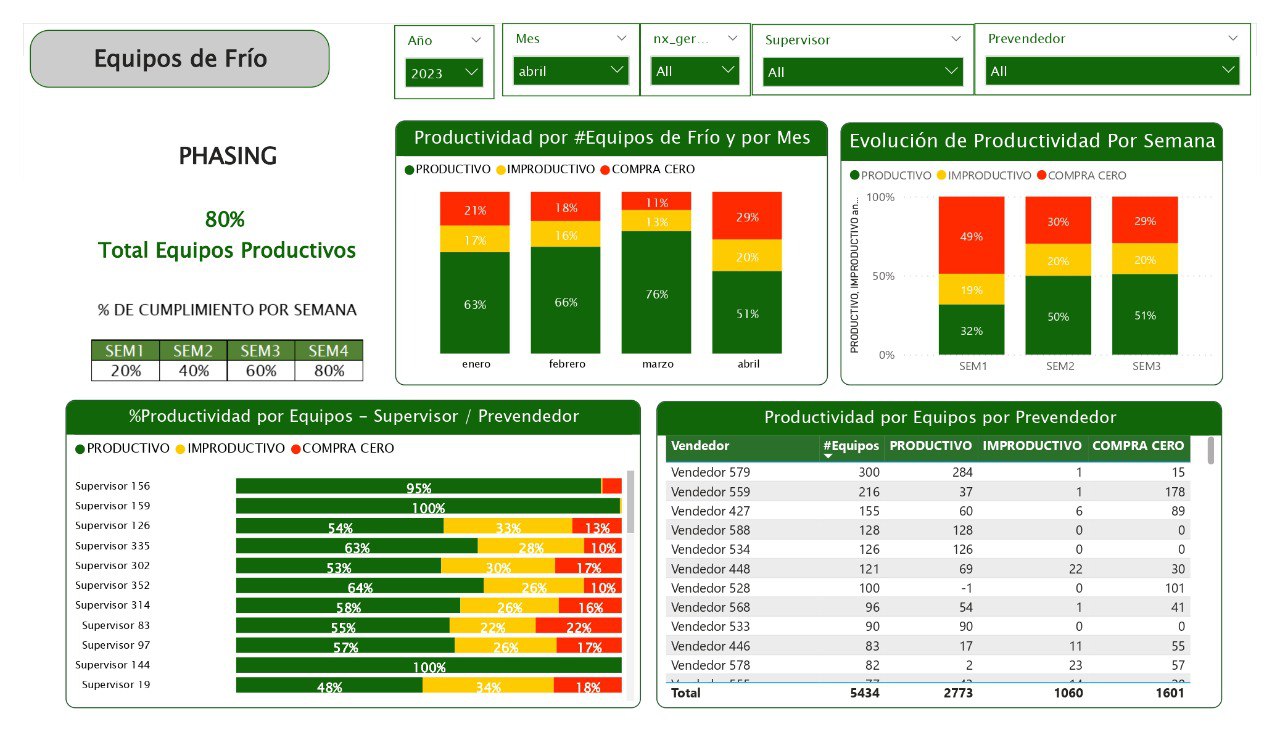 Equipos de Frío
Año
2023
Mes
abril
nx_ger...
All
Supervisor
All
Prevendedor
All
PHASING
80%
Total Equipos Productivos
% DE CUMPLIMIENTO POR SEMANA
SEM1 SEM2 SEM3 SEM4
20% 40% 60% 80%
Productividad por #Equipos de Frío y por Mes
PRODUCTIVO IMPRODUCTIVO COMPRA CERO
21% 18% 11% 29%
17% 16% 13% 20%
63% 66% 76% 51%
enero febrero marzo abril
Evolución de Productividad Por Semana
PRODUCTIVO IMPRODUCTIVO COMPRA CERO
PRODUCTIVO, IMPRODUCTIVO an...
100%
50%
0%
49% 30% 29%
19% 20% 20%
32% 50% 51%
SEM1 SEM2 SEM3
%Productividad por Equipos - Supervisor / Prevendedor
PRODUCTIVO IMPRODUCTIVO COMPRA CERO
Supervisor 156 95%
Supervisor 159 100%
Supervisor 126 54% 33% 13%
Supervisor 335 63% 28% 10%
Supervisor 302 53% 30% 17%
Supervisor 352 64% 26% 10%
Supervisor 314 58% 26% 16%
Supervisor 83 55% 22% 22%
Supervisor 97 57% 26% 17%
Supervisor 144 100%
Supervisor 19 48% 34% 18%
Productividad por Equipos por Prevendedor
Vendedor #Equipos PRODUCTIVO IMPRODUCTIVO COMPRA CERO
Vendedor 579 300 284 1 15
Vendedor 559 216 37 1 178
Vendedor 427 155 60 6 89
Vendedor 588 128 128 0 0
Vendedor 534 126 126 0 0
Vendedor 448 121 69 22 30
Vendedor 528 100 -1 0 101
Vendedor 568 96 54 1 41
Vendedor 533 90 90 0 0
Vendedor 446 83 17 11 55
Vendedor 578 82 2 23 57
Total 5434 2773 1060 1601